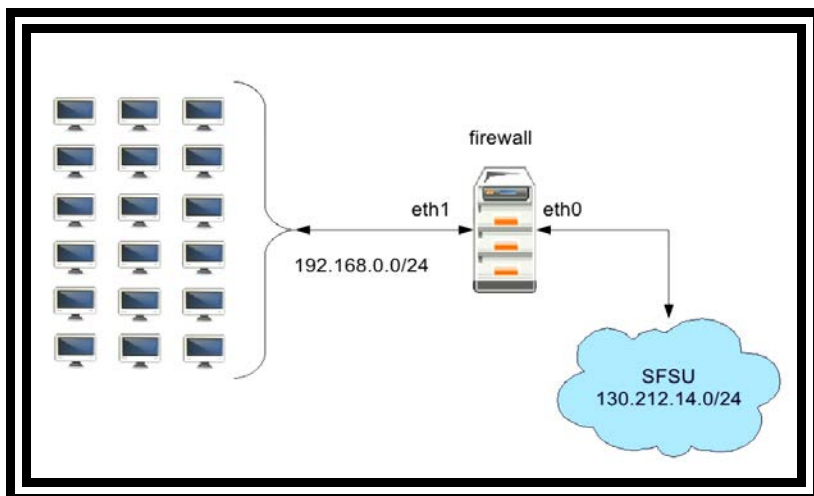 firewall
eth1
eth0
192.168.0.0/24
SFSU
130.212.14.0/24